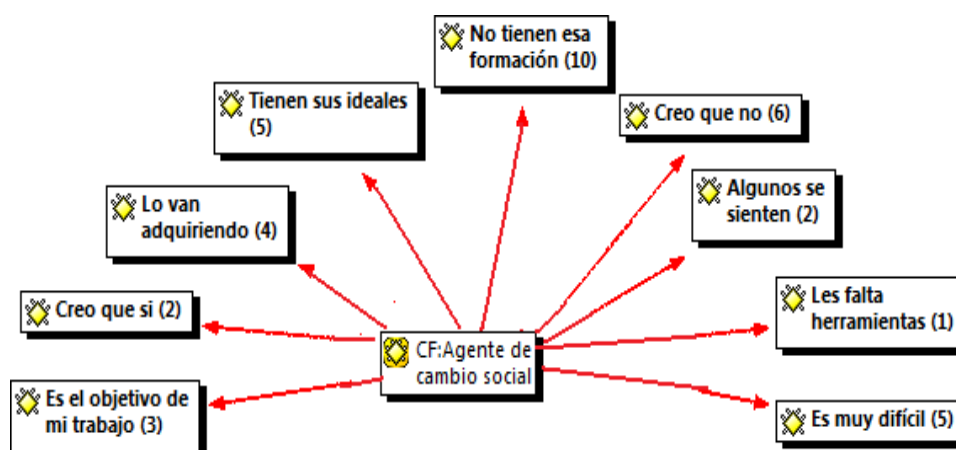 No tienen esa
formación (10)
Tienen sus ideales
(5)
Creo que no (6)
Lo van
adquiriendo (4)
Algunos se
sienten (2)
Creo que si (2)
Les falta
herramientas (1)
CF:Agente de
cambio social
Es el objetivo de
mi trabajo (3)
Es muy difícil (5)